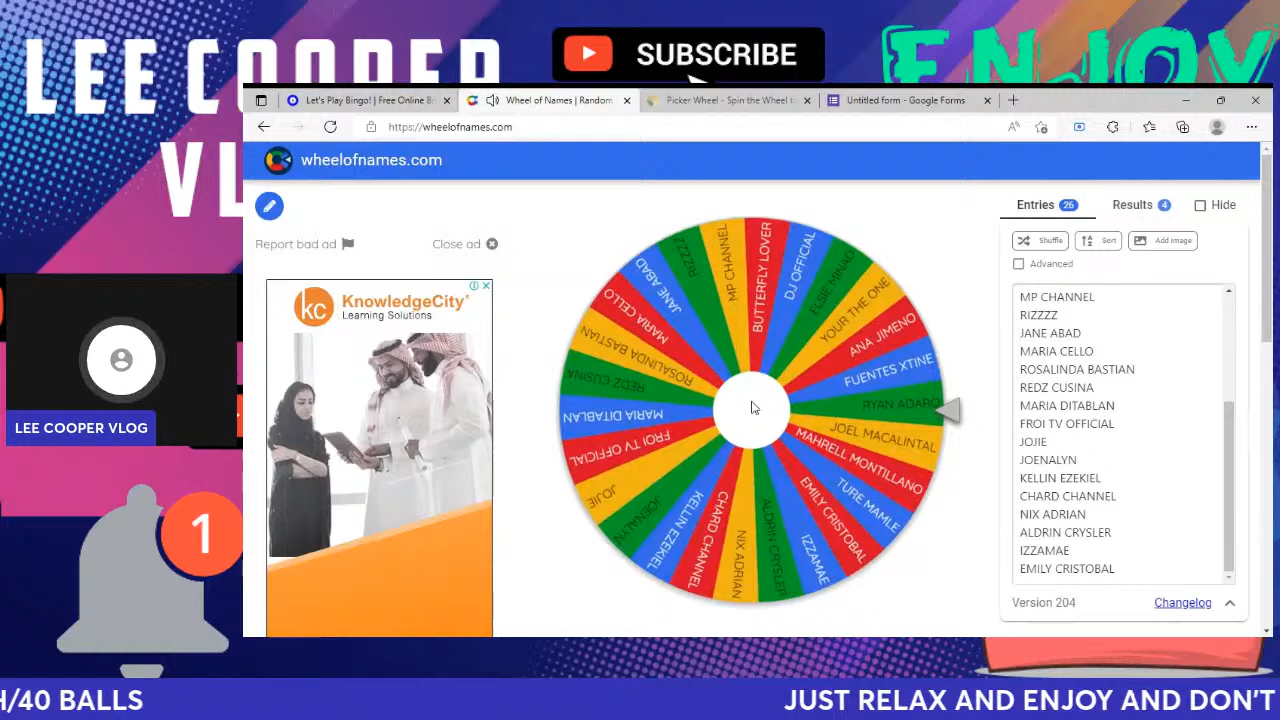 LEE COOPER
VL
SUBSCRIBE
ENJOY
Let's Play Bingo! | Free Online B
Wheel of Names | Random
Picker Wheel - Spin the Wheel t
Untitled form - Google Forms
https://wheelofnames.com
wheelofnames.com
Report bad ad
Close ad
KnowledgeCity
Learning Solutions
kc
BUTTERFLY LOVER
DJ OFFICIAL
ELSIE MINAO
YOUR THE ONE
ANA JIMENO
FUENTES XTINE
RYAN ADARO
JOEL MACALINTAL
MAHRELL MONTILLANO
TURE MAMLE
EMILY CRISTOBAL
IZZAMAE
ALDRIN CRYSLER
NIX ADRIAN
CHARD CHANNEL
KELLIN EZEKIEL
JOENALYN
JOJIE
FROI TV OFFICIAL
MARIA DITABLAN
REDZ CUSINA
ROSALINDA BASTIAN
MARIA CELLO
JANE ABAD
RIZZZZ
MP CHANNEL
Entries 26
Results 4
Hide
Shuffle
Sort
Add image
Advanced
MP CHANNEL
RIZZZZ
JANE ABAD
MARIA CELLO
ROSALINDA BASTIAN
REDZ CUSINA
MARIA DITABLAN
FROI TV OFFICIAL
JOJIE
JOENALYN
KELLIN EZEKIEL
CHARD CHANNEL
NIX ADRIAN
ALDRIN CRYSLER
IZZAMAE
EMILY CRISTOBAL
Version 204
Changelog
LEE COOPER VLOG
1
H/40 BALLS
JUST RELAX AND ENJOY AND DON'T